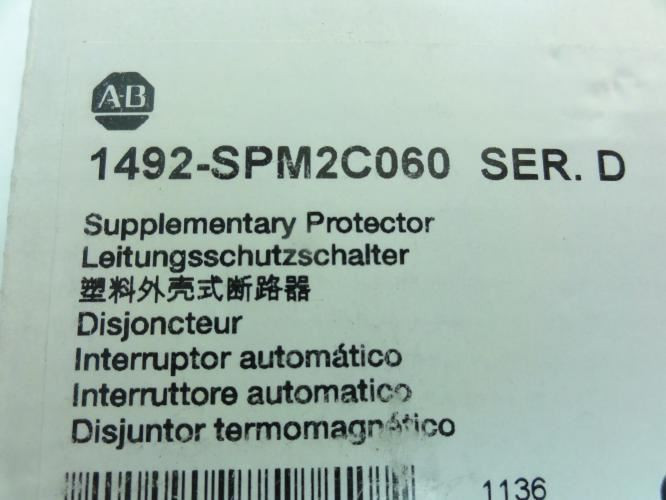 A-B
1492-SPM2C060 SER. D
Supplementary Protector
Leitungsschutzschalter
塑料外壳式断路器
Disjoncteur
Interruptor automático
Interruttore automatico
Disjuntor termomagnético
1136